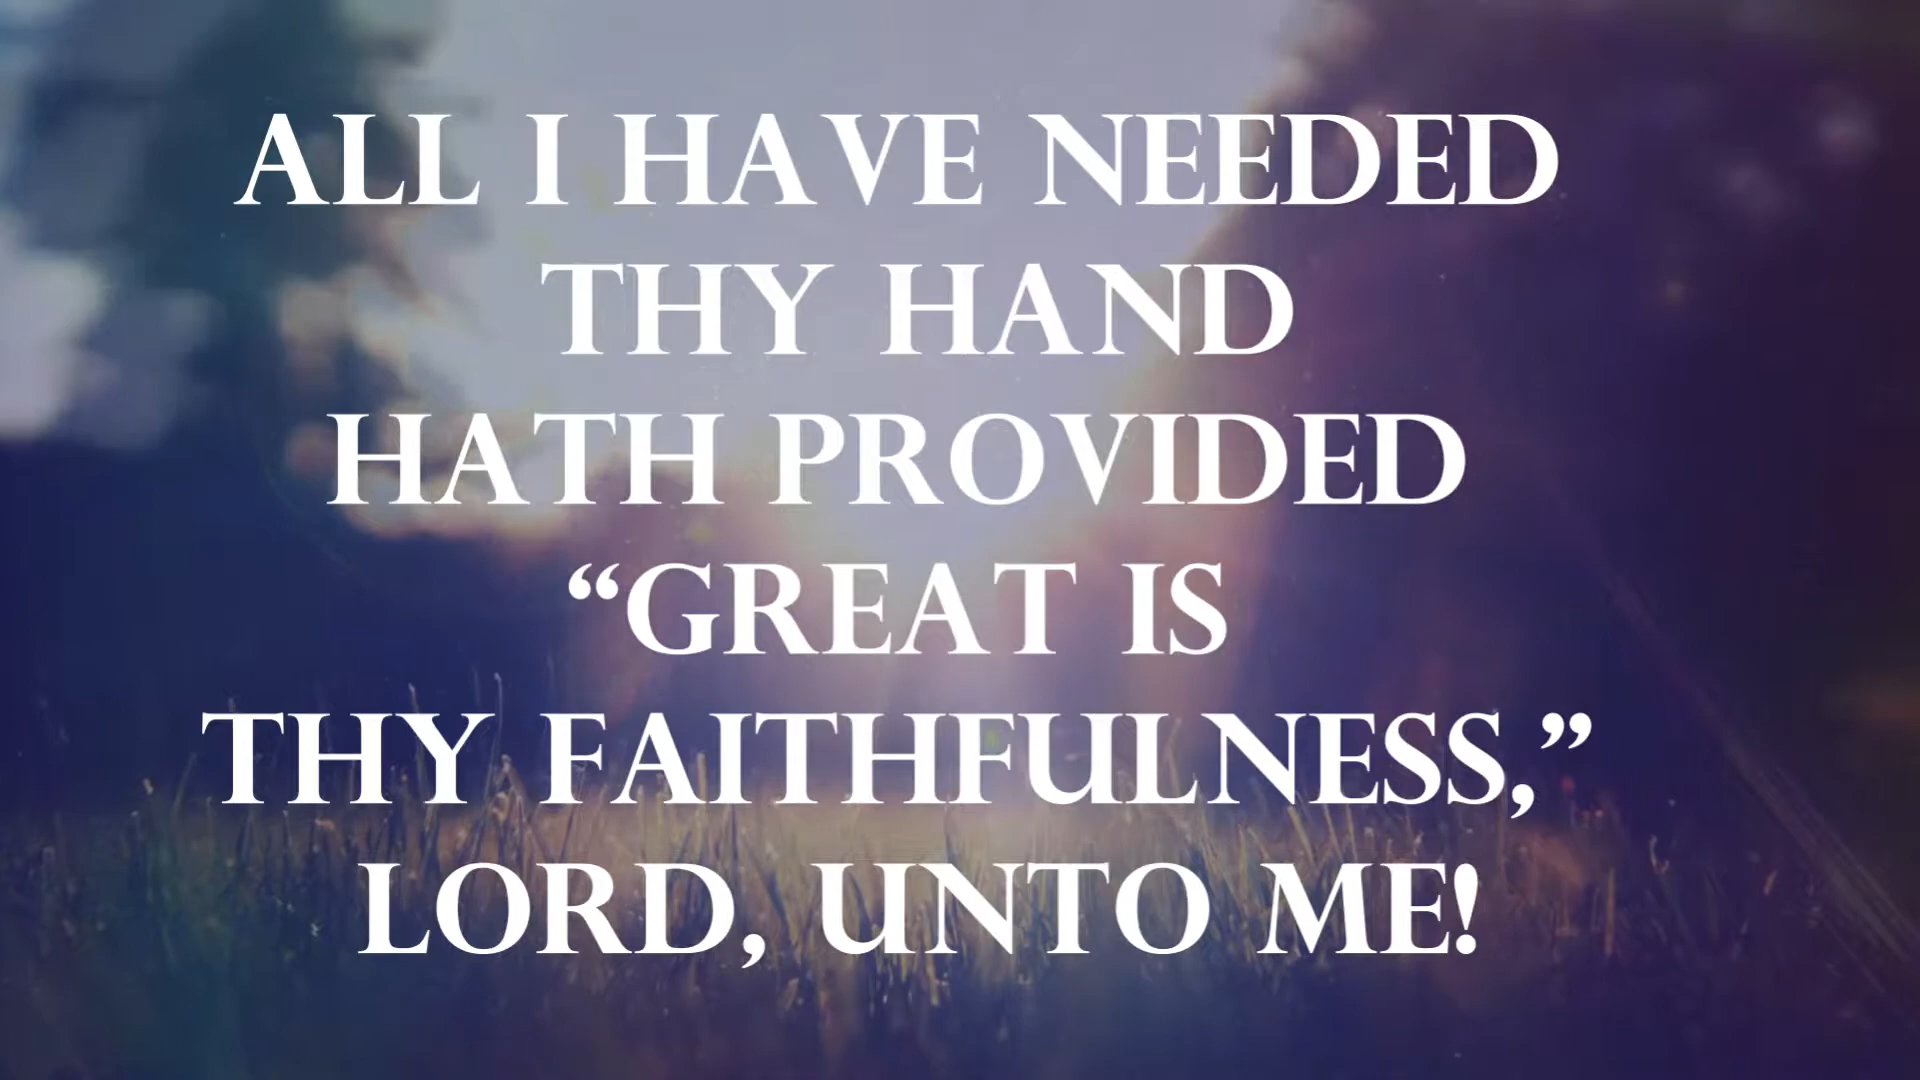 ALL I HAVE NEEDED
THY HAND
HATH PROVIDED
“GREAT IS
THY FAITHFULNESS,”
LORD, UNTO ME!